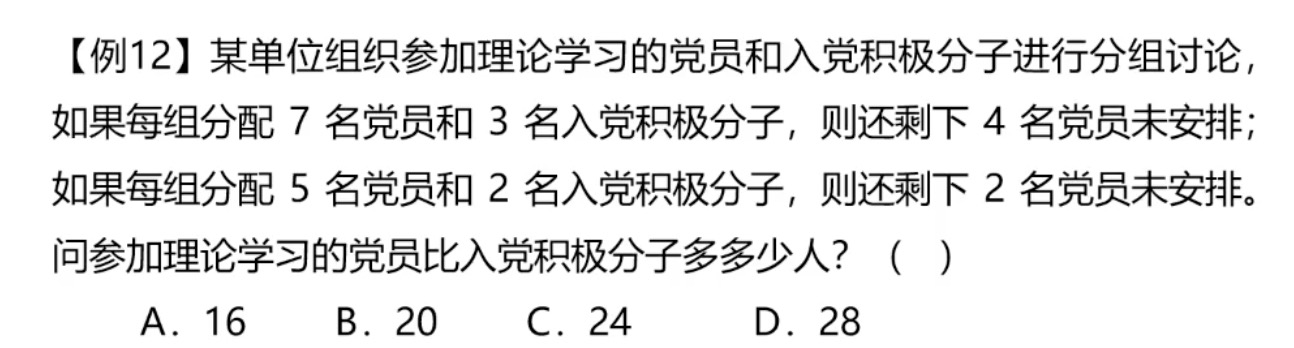 【例12】某单位组织参加理论学习的党员和入党积极分子进行分组讨论，
如果每组分配 7 名党员和 3 名入党积极分子，则还剩下 4 名党员未安排；
如果每组分配 5 名党员和 2 名入党积极分子，则还剩下 2 名党员未安排。
问参加理论学习的党员比入党积极分子多多少人？（ ）
A．16 B．20 C．24 D．28